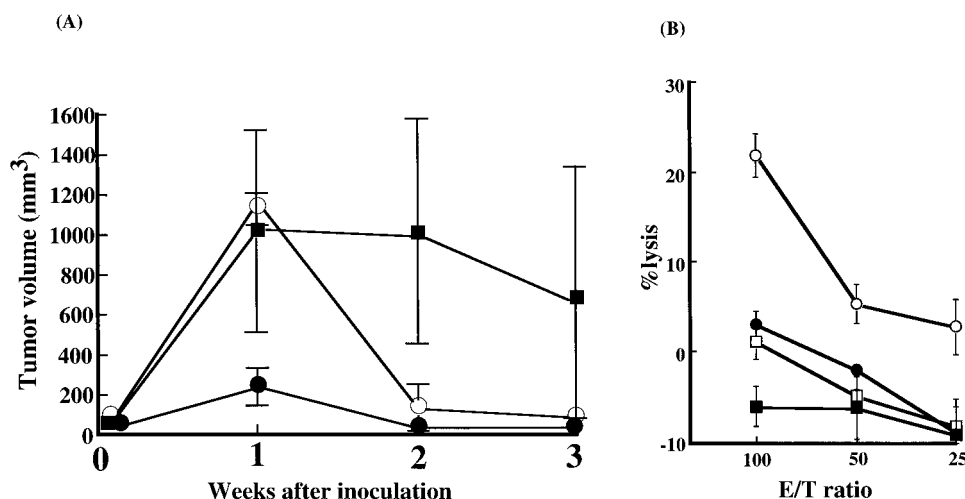 (A)
Tumor volume (mm³)
1600
1400
1200
1000
800
600
400
200
0
0 1 2 3
Weeks after inoculation
(B)
% lysis
30
20
10
0
-10
100 50 25
E/T ratio